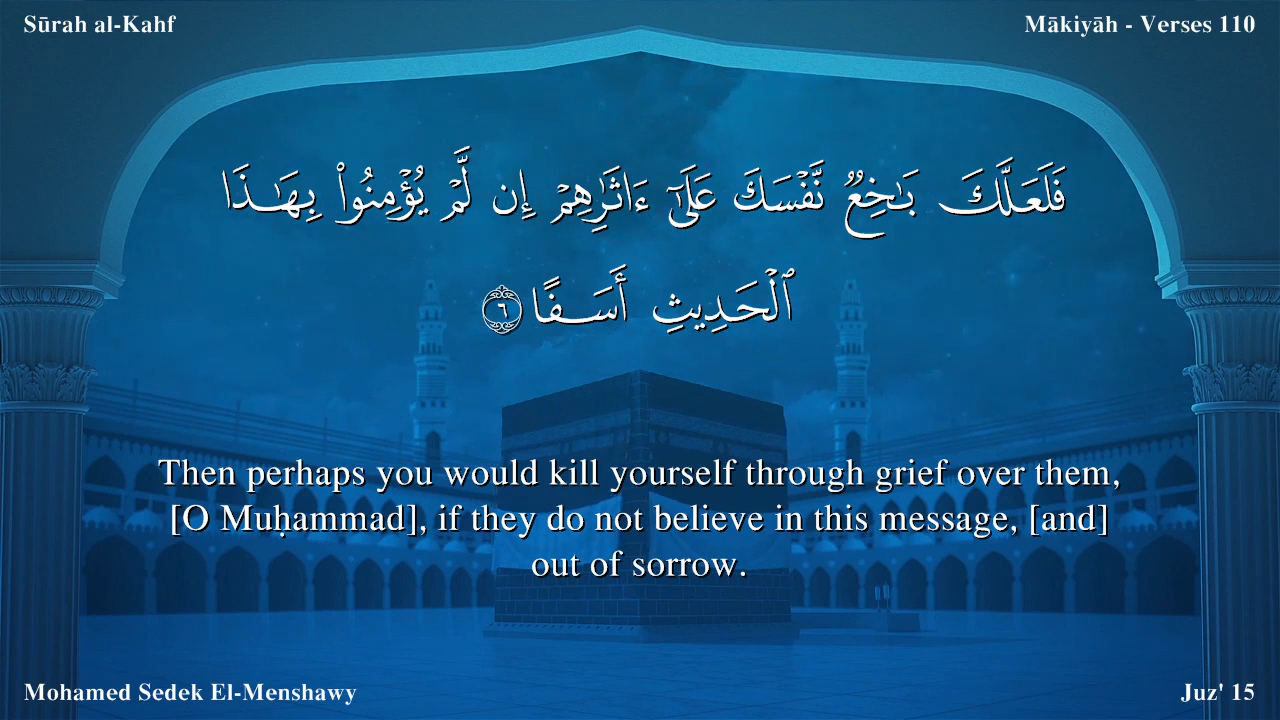 Sūrah al-Kahf
Mākiyāh - Verses 110
فَلَعَلَّكَ بَـٰخِعٌۭ نَّفْسَكَ عَلَىٰٓ ءَاثَـٰرِهِمْ إِن لَّمْ يُؤْمِنُوا۟ بِهَـٰذَا
ٱلْحَدِيثِ أَسَفًا ٦
Then perhaps you would kill yourself through grief over them,
[O Muḥammad], if they do not believe in this message, [and]
out of sorrow.
Mohamed Sedek El-Menshawy
Juz' 15